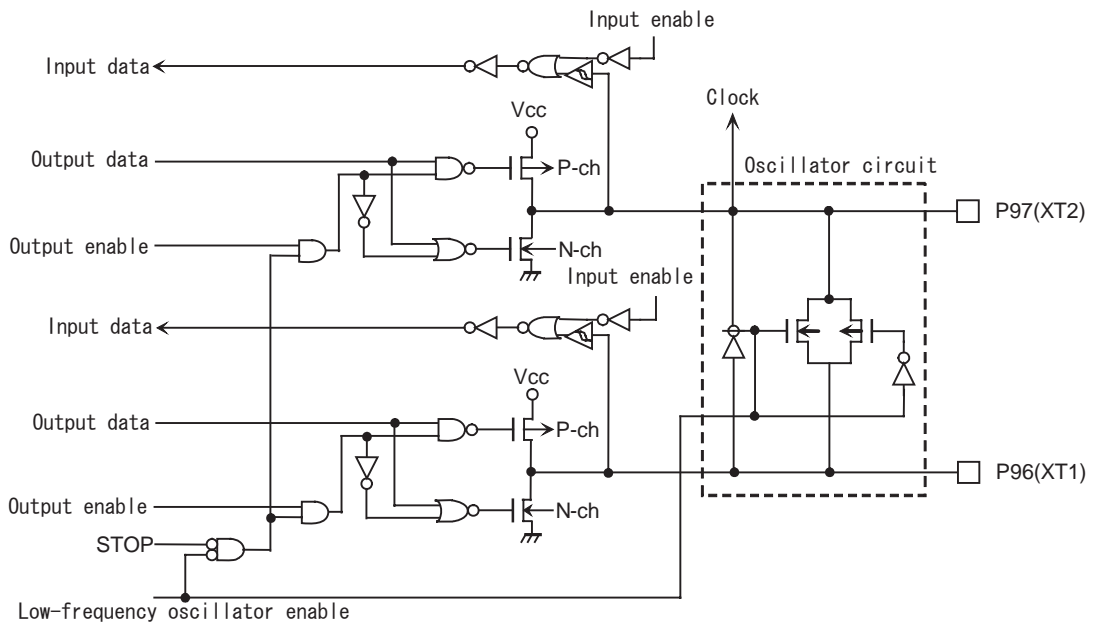 Input enable
Input data
Clock
Vcc
Oscillator circuit
Output data
P-ch
P97(XT2)
Output enable
N-ch
Input enable
Input data
Vcc
Output data
P-ch
P96(XT1)
Output enable
N-ch
STOP
Low-frequency oscillator enable